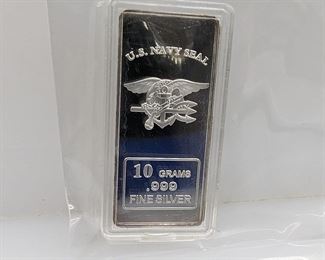 U.S. NAVY SEAL
10 GRAMS
.999
FINE SILVER